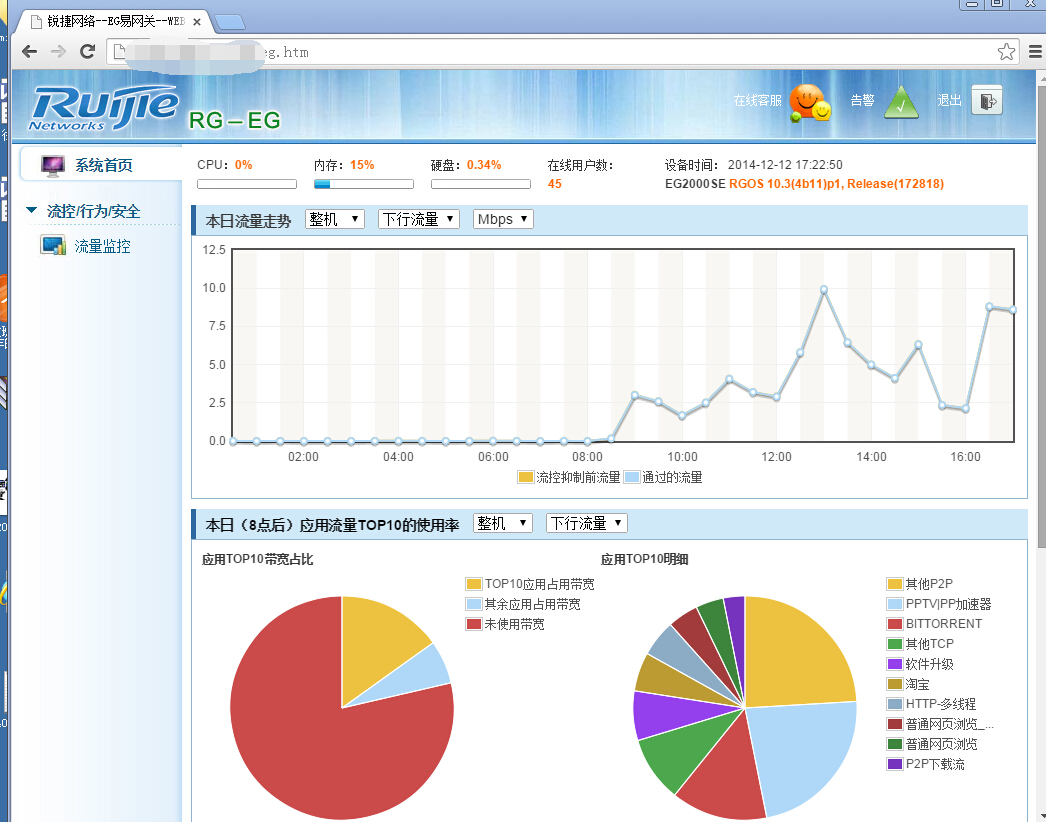 锐捷网络--EG易网关--WEB
eg.htm
Ruijie
Networks
RG-EG
在线客服
告警
退出
系统首页
流控/行为/安全
流量监控
CPU: 0%
内存: 15%
硬盘: 0.34%
在线用户数:
45
设备时间: 2014-12-12 17:22:50
EG2000SE RGOS 10.3(4b11)p1, Release(172818)
本日流量走势 整机 下行流量 Mbps
12.5
10.0
7.5
5.0
2.5
0.0
02:00 04:00 06:00 08:00 10:00 12:00 14:00 16:00
流控抑制前流量 通过的流量
本日（8点后）应用流量TOP10的使用率 整机 下行流量
应用TOP10带宽占比
TOP10应用占用带宽
其余应用占用带宽
未使用带宽
应用TOP10明细
其他P2P
PPTV|PP加速器
BITTORRENT
其他TCP
软件升级
淘宝
HTTP-多线程
普通网页浏览_...
普通网页浏览
P2P下载流